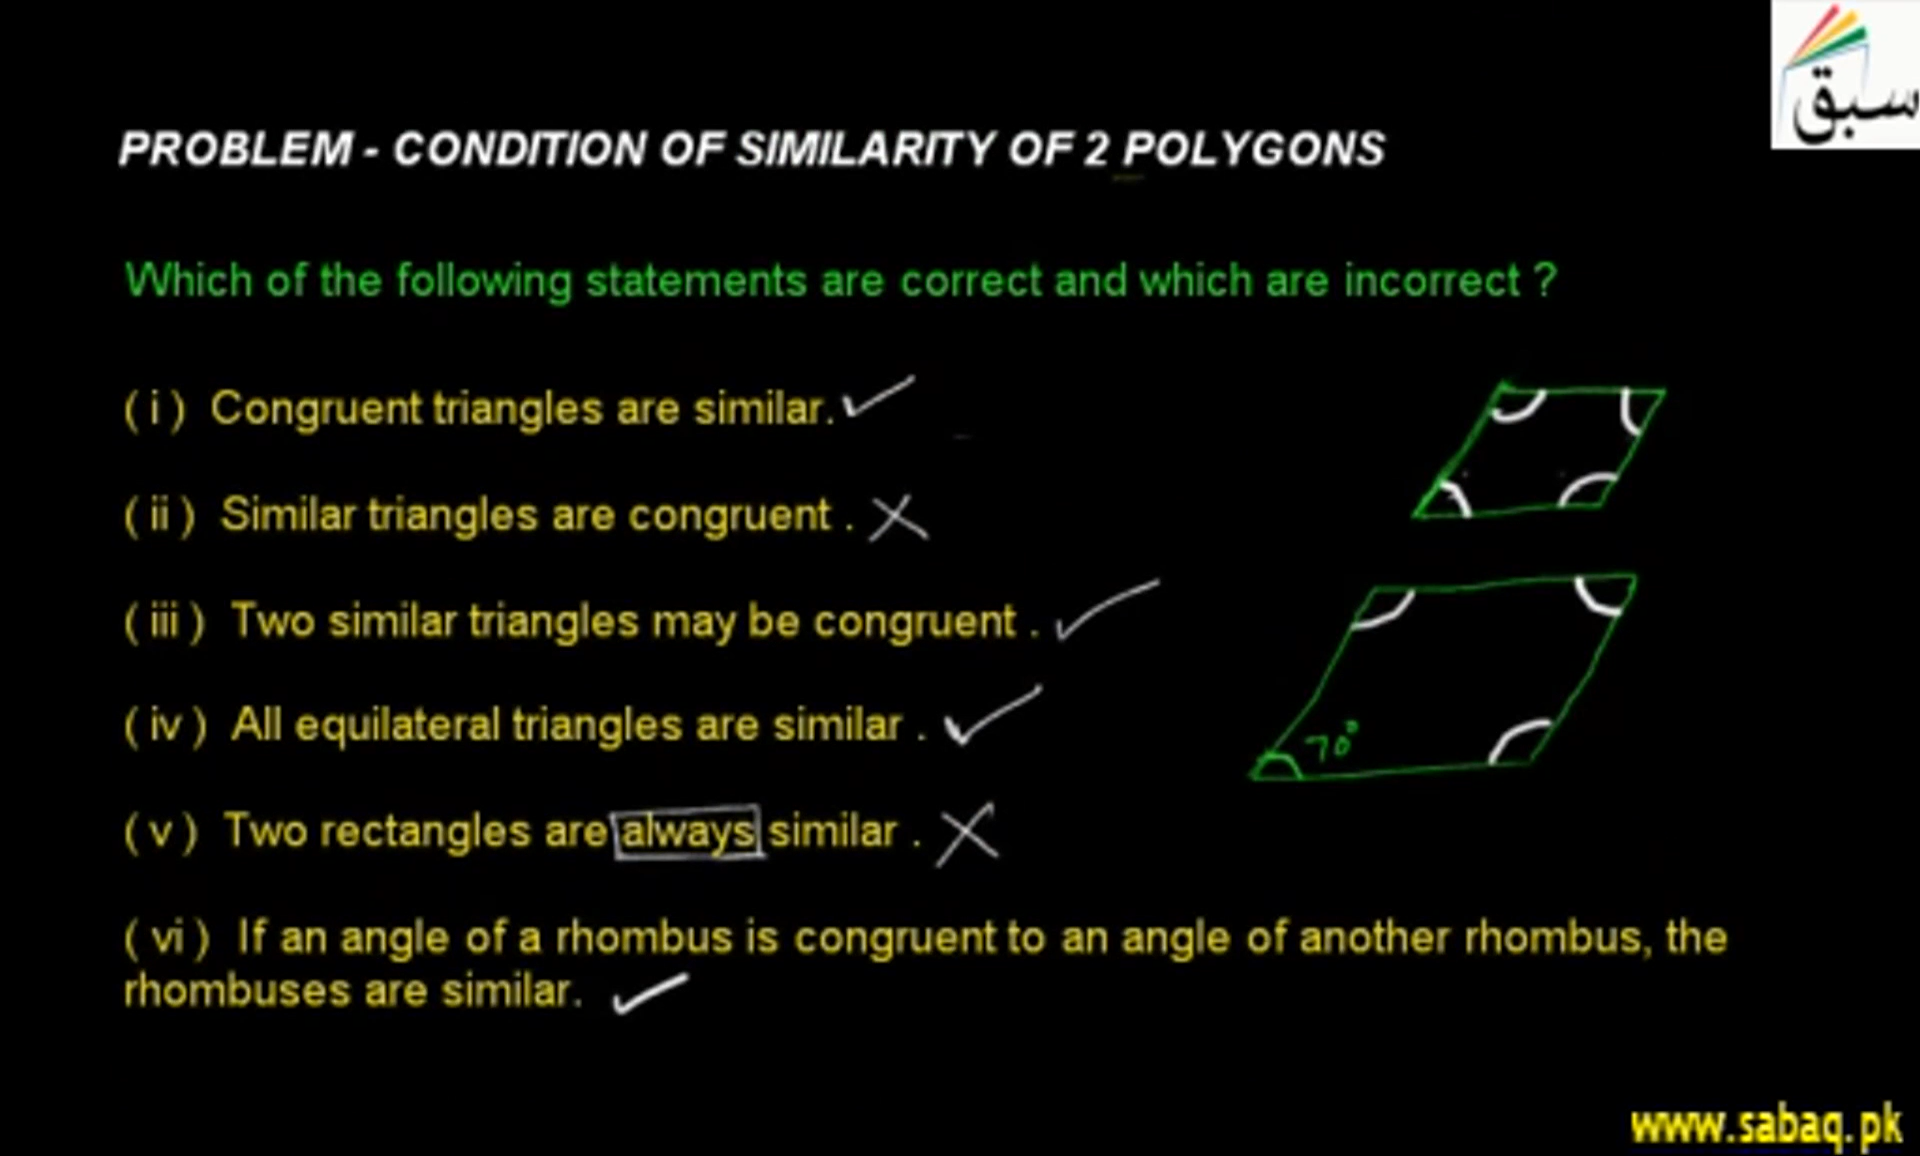 سبق
PROBLEM - CONDITION OF SIMILARITY OF 2 POLYGONS
Which of the following statements are correct and which are incorrect ?
( i ) Congruent triangles are similar.
( ii ) Similar triangles are congruent .
( iii ) Two similar triangles may be congruent .
( iv ) All equilateral triangles are similar .
70°
( v ) Two rectangles are always similar .
( vi ) If an angle of a rhombus is congruent to an angle of another rhombus, the
rhombuses are similar.
www.sabaq.pk